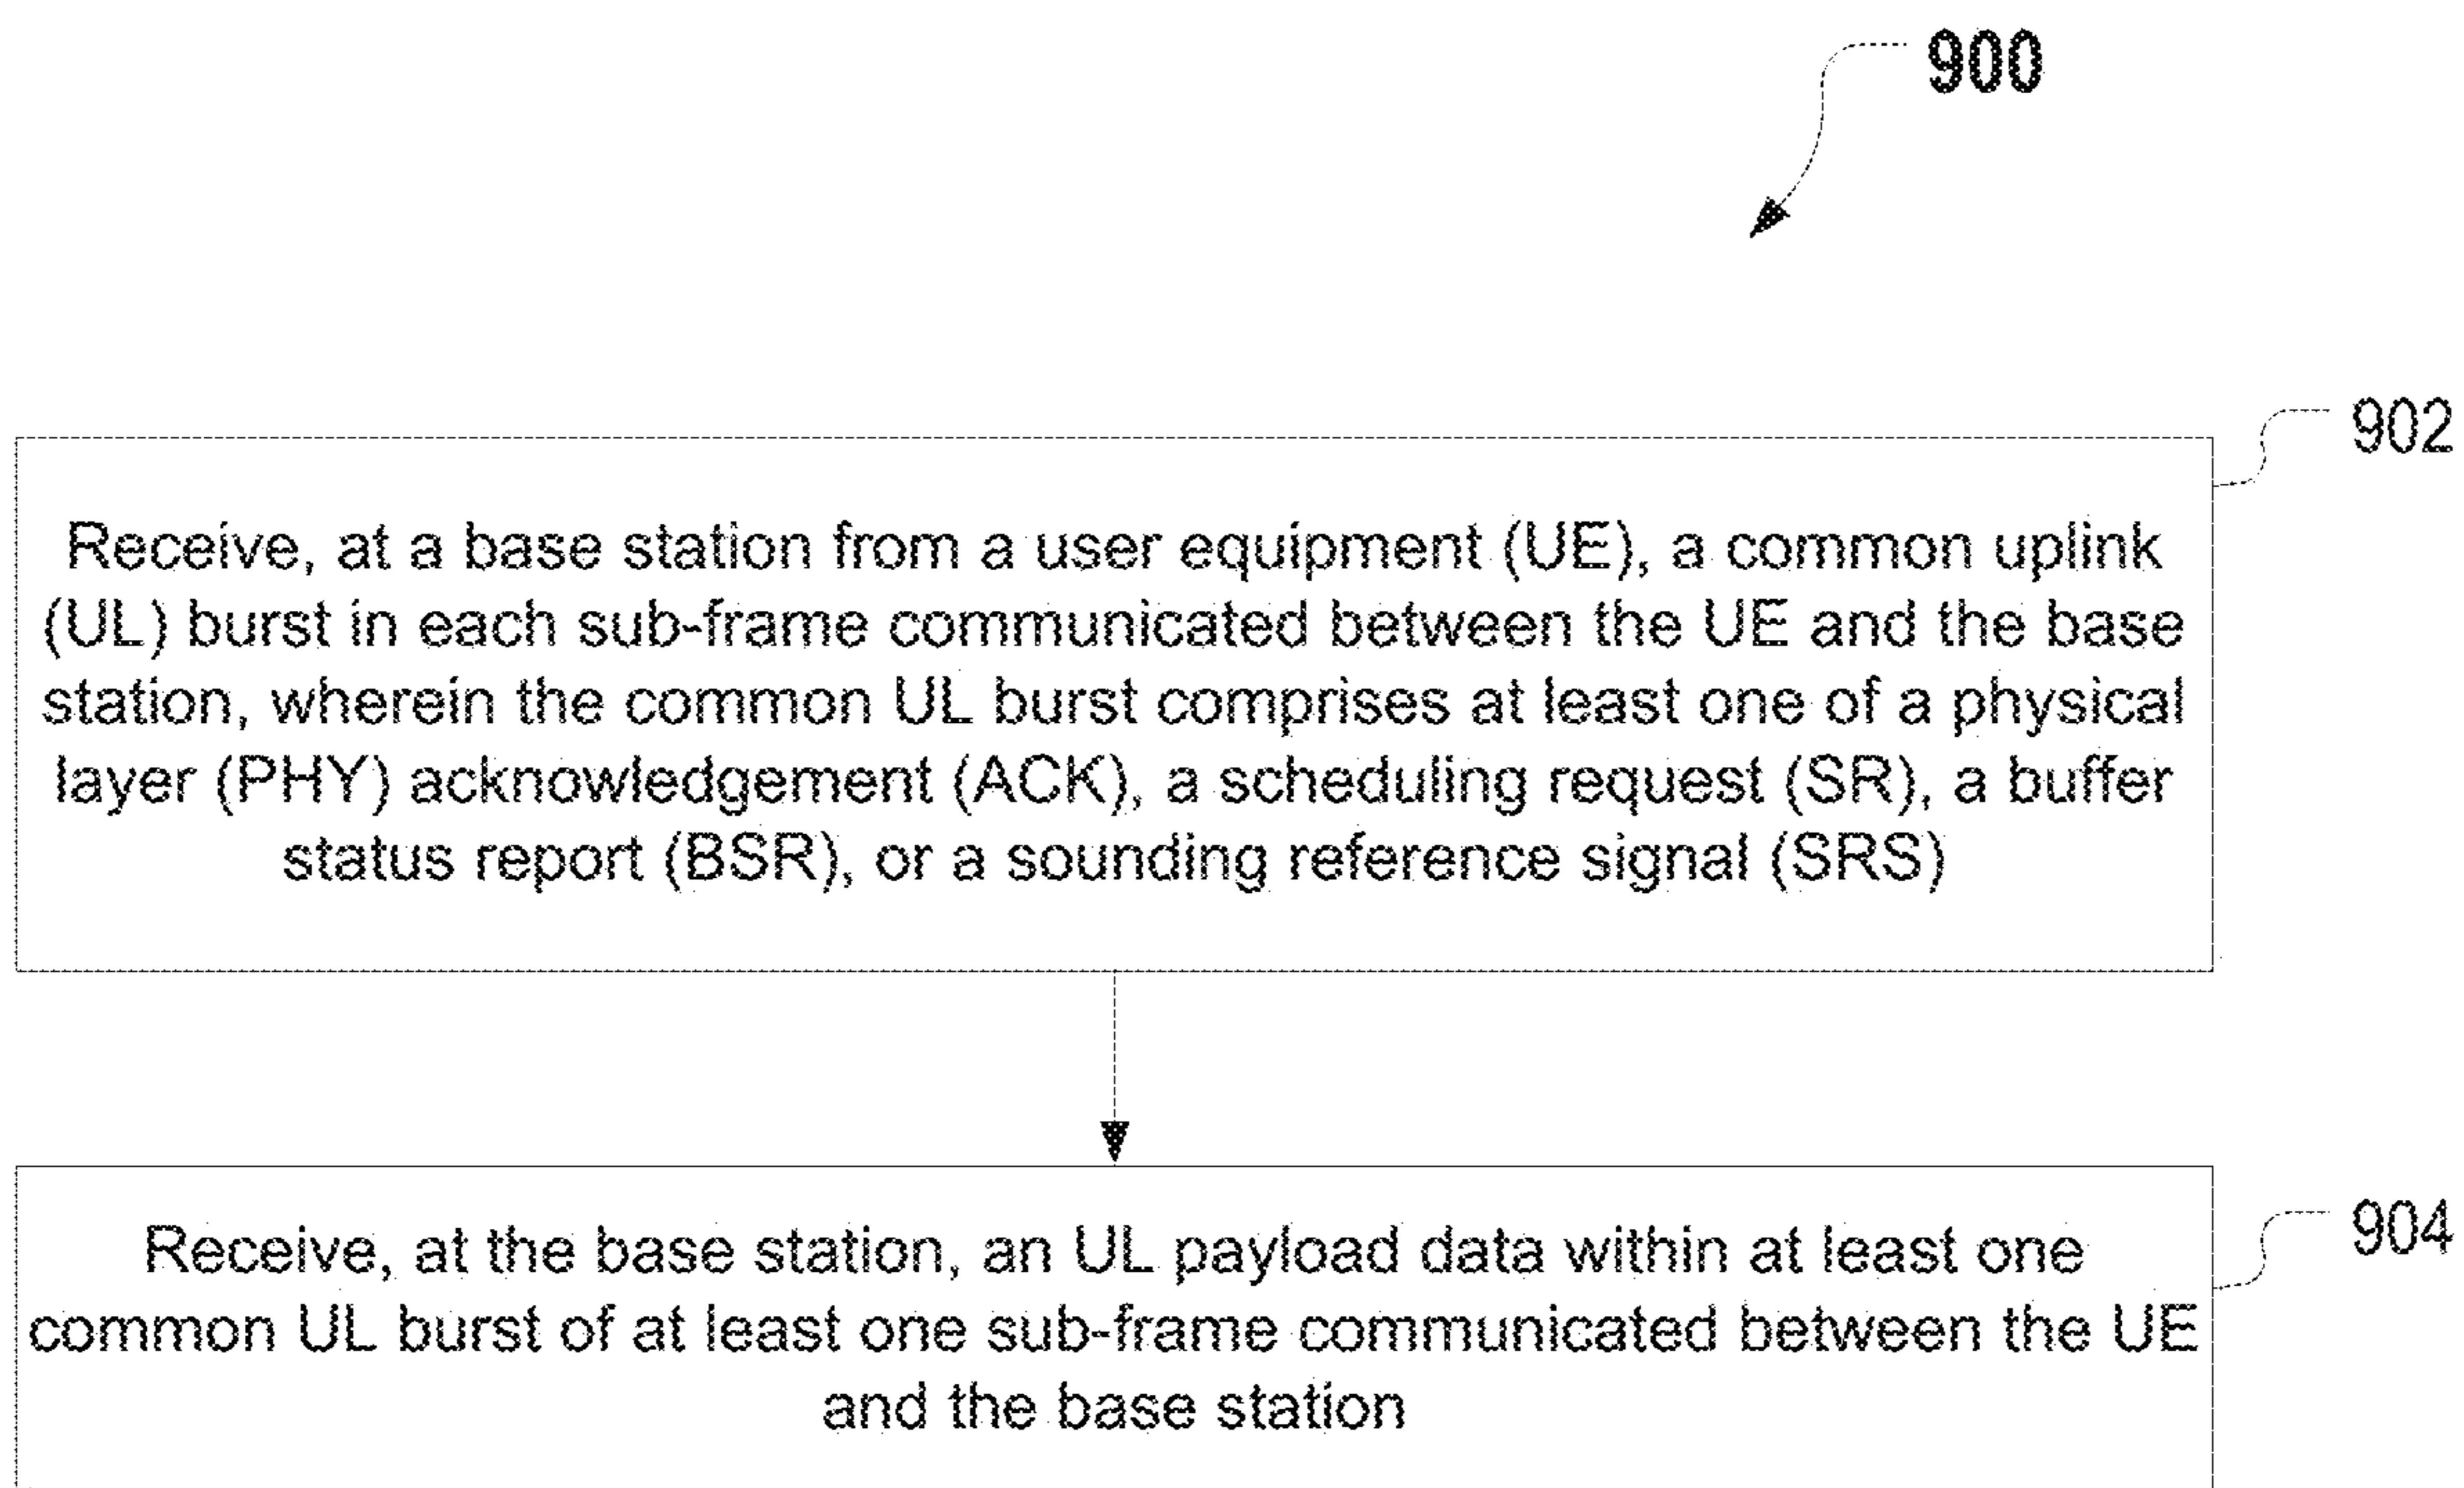 900
902
Receive, at a base station from a user equipment (UE), a common uplink
(UL) burst in each sub-frame communicated between the UE and the base
station, wherein the common UL burst comprises at least one of a physical
layer (PHY) acknowledgement (ACK), a scheduling request (SR), a buffer
status report (BSR), or a sounding reference signal (SRS)
904
Receive, at the base station, an UL payload data within at least one
common UL burst of at least one sub-frame communicated between the UE
and the base station